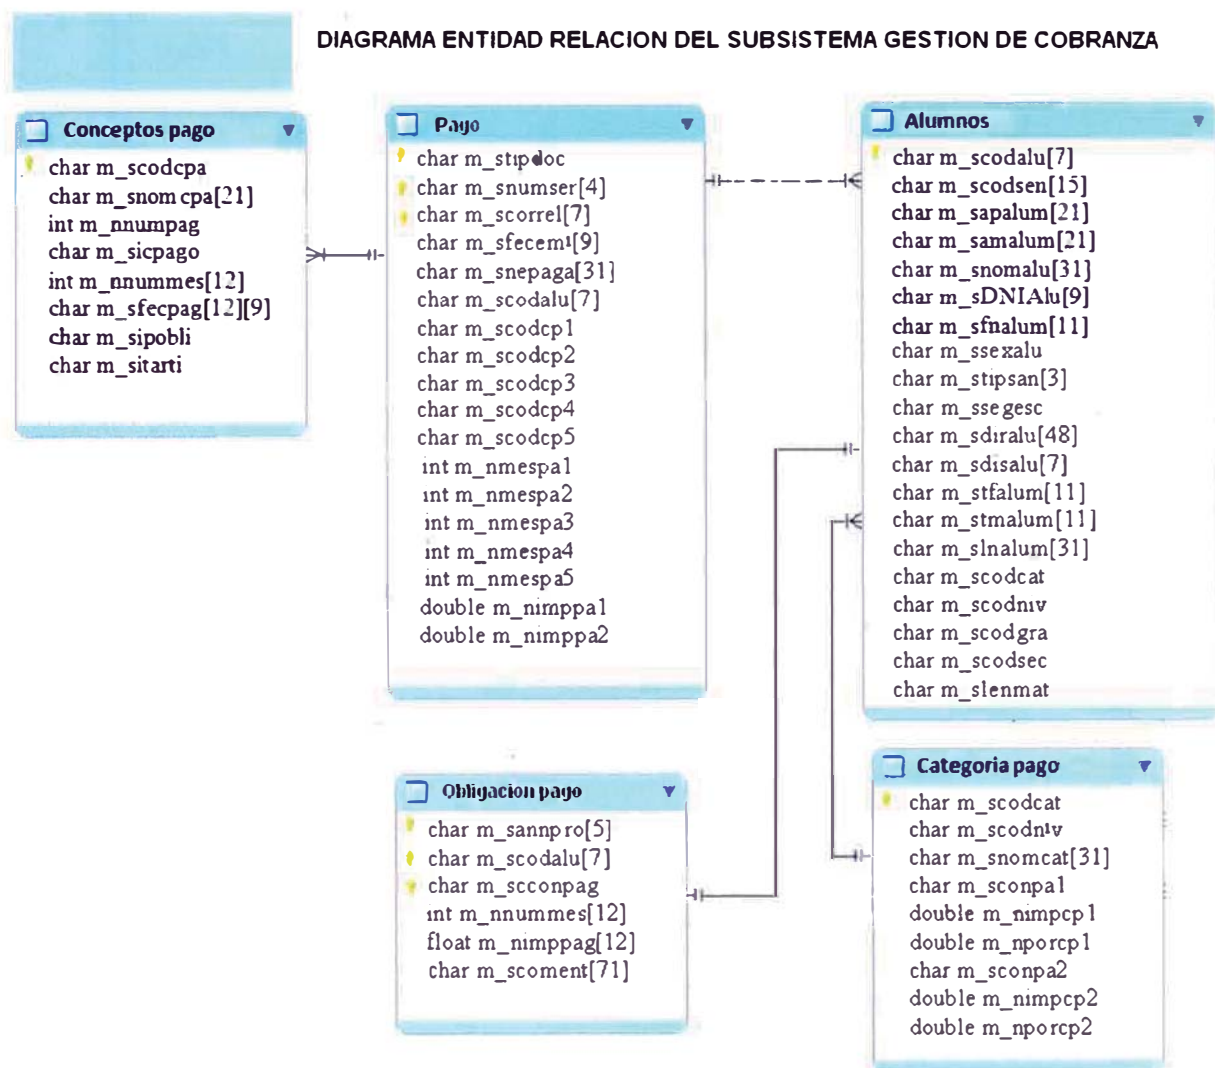 DIAGRAMA ENTIDAD RELACION DEL SUBSISTEMA GESTION DE COBRANZA
Conceptos pago
char m_scodcpa
char m_snomcpa[21]
int m_nnumpag
char m_sicpago
int m_nnummes[12]
char m_sfecpag[12][9]
char m_sipobli
char m_sitarti
Pago
char m_stipdoc
char m_snumser[4]
char m_scorrel[7]
char m_sfecemi[9]
char m_snepaga[31]
char m_scodalu[7]
char m_scodcp1
char m_scodcp2
char m_scodcp3
char m_scodcp4
char m_scodcp5
int m_nmespa1
int m_nmespa2
int m_nmespa3
int m_nmespa4
int m_nmespa5
double m_nimppa1
double m_nimppa2
Alumnos
char m_scodalu[7]
char m_scodsen[15]
char m_sapalum[21]
char m_samalum[21]
char m_snomalu[31]
char m_sDNIAlu[9]
char m_sfnalum[11]
char m_ssexalu
char m_stipsan[3]
char m_ssegesc
char m_sdiralu[48]
char m_sdisalu[7]
char m_stfalum[11]
char m_stmalum[11]
char m_slnalum[31]
char m_scodcat
char m_scodniv
char m_scodgra
char m_scodsec
char m_slenmat
Obligacion pago
char m_sannpro[5]
char m_scodalu[7]
char m_scconpag
int m_nnummes[12]
float m_nimppag[12]
char m_scoment[71]
Categoria pago
char m_scodcat
char m_scodniv
char m_snomcat[31]
char m_sconpa1
double m_nimpcp1
double m_nporcp1
char m_sconpa2
double m_nimpcp2
double m_nporcp2